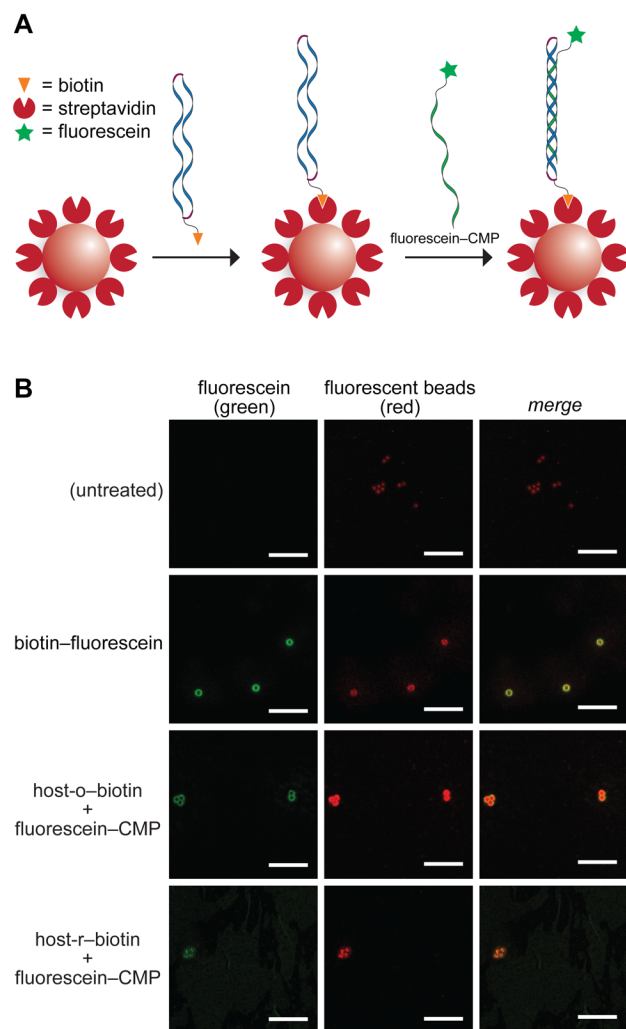 A
= biotin
= streptavidin
= fluorescein
fluorescein–CMP
B
fluorescein
(green)
fluorescent beads
(red)
merge
(untreated)
biotin–fluorescein
host-o–biotin
+
fluorescein–CMP
host-r–biotin
+
fluorescein–CMP